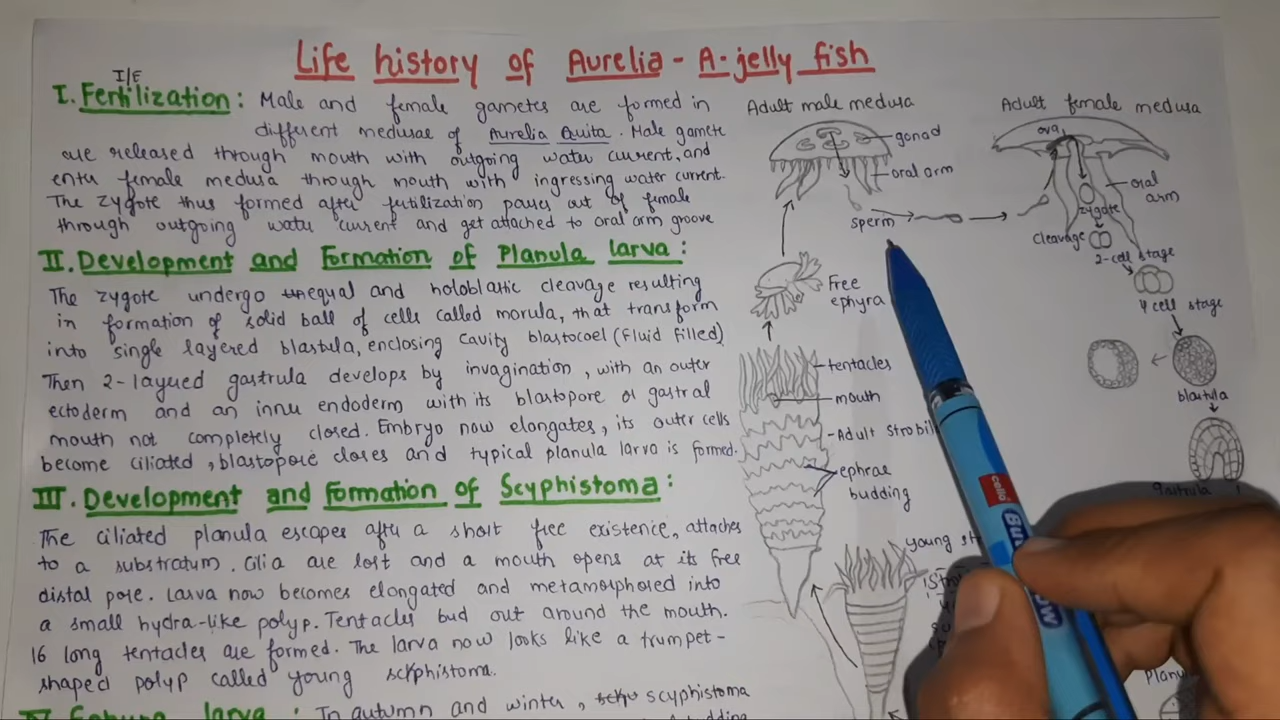 Life history of Aurelia - A-jelly fish
I/E
I. Fertilization: Male and female gametes are formed in
different medusae of Aurelia Aurita. Male gamete
are released through mouth with outgoing water current, and
enter female medusa through mouth with ingressing water current.
The zygote thus formed after fertilization passes out of female
through outgoing water current and get attached to oral arm groove
II. Development and Formation of Planula larva:
The zygote undergo unequal and holoblastic cleavage resulting
in formation of solid ball of cells called morula, that transform
into single layered blastula, enclosing cavity blastocoel (fluid filled)
Then 2-layered gastrula develops by invagination, with an outer
ectoderm and an inner endoderm with its blastopore or gastral
mouth not completely closed. Embryo now elongates, its outer cells
become ciliated, blastopore closes and typical planula larva is formed.
III. Development and formation of Scyphistoma:
The ciliated planula escapes after a short free existence, attaches
to a substratum. Cilia are lost and a mouth opens at its free
distal pole. Larva now becomes elongated and metamorphored into
a small hydra-like polyp. Tentacles bud out around the mouth.
16 long tentacles are formed. The larva now looks like a trumpet-
shaped polyp called young scyphistoma.
IV Ephyra larva: In autumn and winter, scyphistoma
budding
Adult male medusa
gonad
oral arm
sperm
Adult female medusa
ova
oral
arm
zygote
cleavage
2-cell stage
4 cell stage
blastula
gastrula
Free
ephyra
tentacles
mouth
Adult Strobil
ephrae
budding
young st
Planu
cello